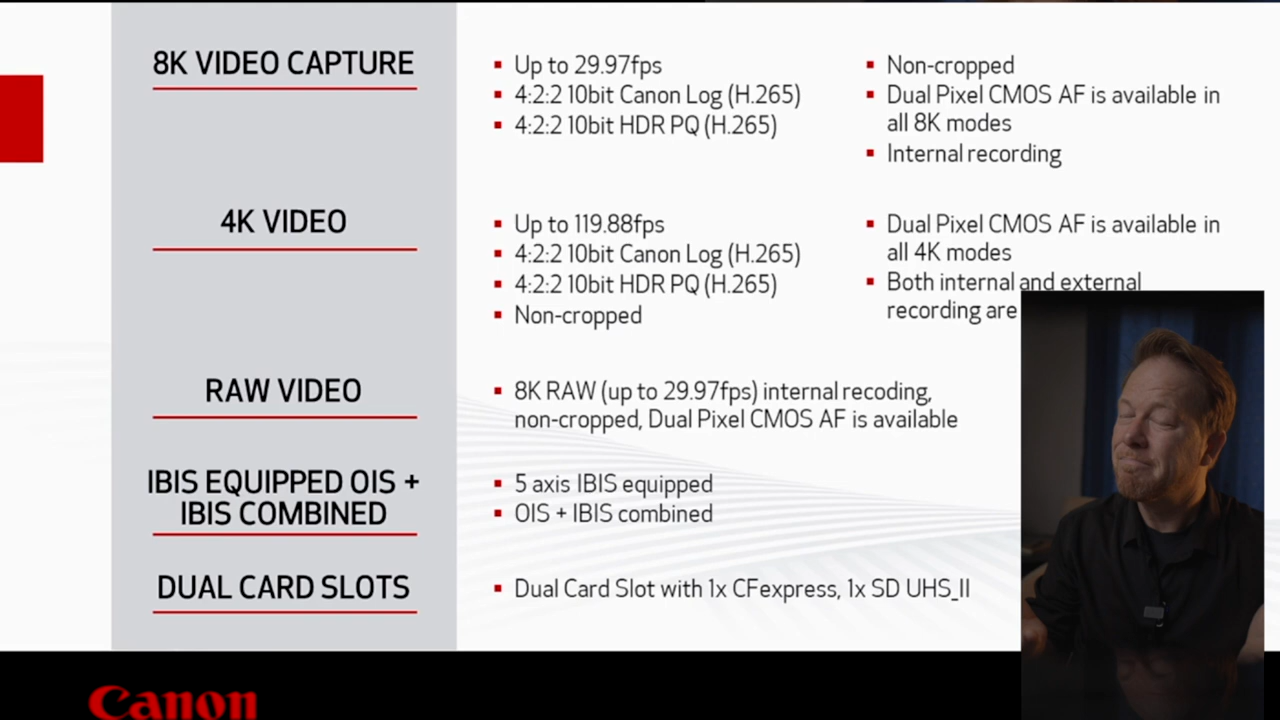 8K VIDEO CAPTURE
Up to 29.97fps
4:2:2 10bit Canon Log (H.265)
4:2:2 10bit HDR PQ (H.265)
Non-cropped
Dual Pixel CMOS AF is available in
all 8K modes
Internal recording
4K VIDEO
Up to 119.88fps
4:2:2 10bit Canon Log (H.265)
4:2:2 10bit HDR PQ (H.265)
Non-cropped
Dual Pixel CMOS AF is available in
all 4K modes
Both internal and external
recording are
RAW VIDEO
8K RAW (up to 29.97fps) internal recoding,
non-cropped, Dual Pixel CMOS AF is available
IBIS EQUIPPED OIS +
IBIS COMBINED
5 axis IBIS equipped
OIS + IBIS combined
DUAL CARD SLOTS
Dual Card Slot with 1x CFexpress, 1x SD UHS_II
Canon